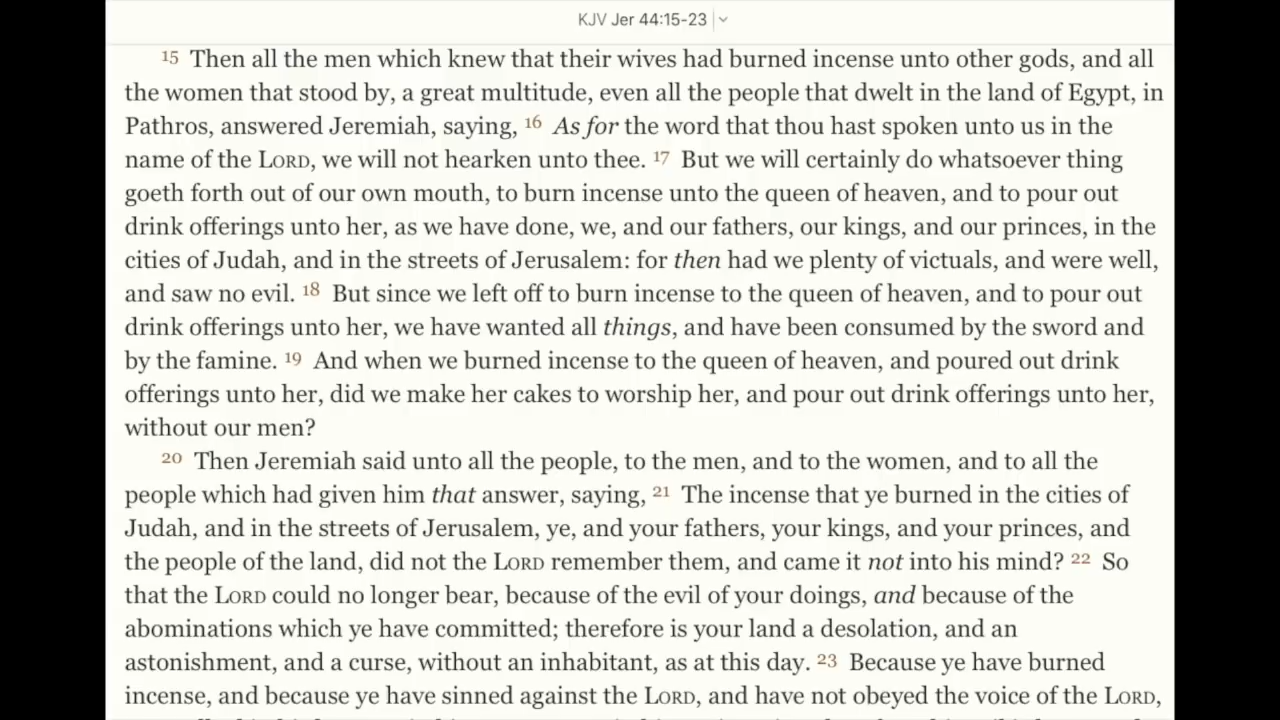 KJV Jer 44:15-23
15 Then all the men which knew that their wives had burned incense unto other gods, and all
the women that stood by, a great multitude, even all the people that dwelt in the land of Egypt, in
Pathros, answered Jeremiah, saying, 16 As for the word that thou hast spoken unto us in the
name of the LORD, we will not hearken unto thee. 17 But we will certainly do whatsoever thing
goeth forth out of our own mouth, to burn incense unto the queen of heaven, and to pour out
drink offerings unto her, as we have done, we, and our fathers, our kings, and our princes, in the
cities of Judah, and in the streets of Jerusalem: for then had we plenty of victuals, and were well,
and saw no evil. 18 But since we left off to burn incense to the queen of heaven, and to pour out
drink offerings unto her, we have wanted all things, and have been consumed by the sword and
by the famine. 19 And when we burned incense to the queen of heaven, and poured out drink
offerings unto her, did we make her cakes to worship her, and pour out drink offerings unto her,
without our men?
20 Then Jeremiah said unto all the people, to the men, and to the women, and to all the
people which had given him that answer, saying, 21 The incense that ye burned in the cities of
Judah, and in the streets of Jerusalem, ye, and your fathers, your kings, and your princes, and
the people of the land, did not the LORD remember them, and came it not into his mind? 22 So
that the LORD could no longer bear, because of the evil of your doings, and because of the
abominations which ye have committed; therefore is your land a desolation, and an
astonishment, and a curse, without an inhabitant, as at this day. 23 Because ye have burned
incense, and because ye have sinned against the LORD, and have not obeyed the voice of the LORD,